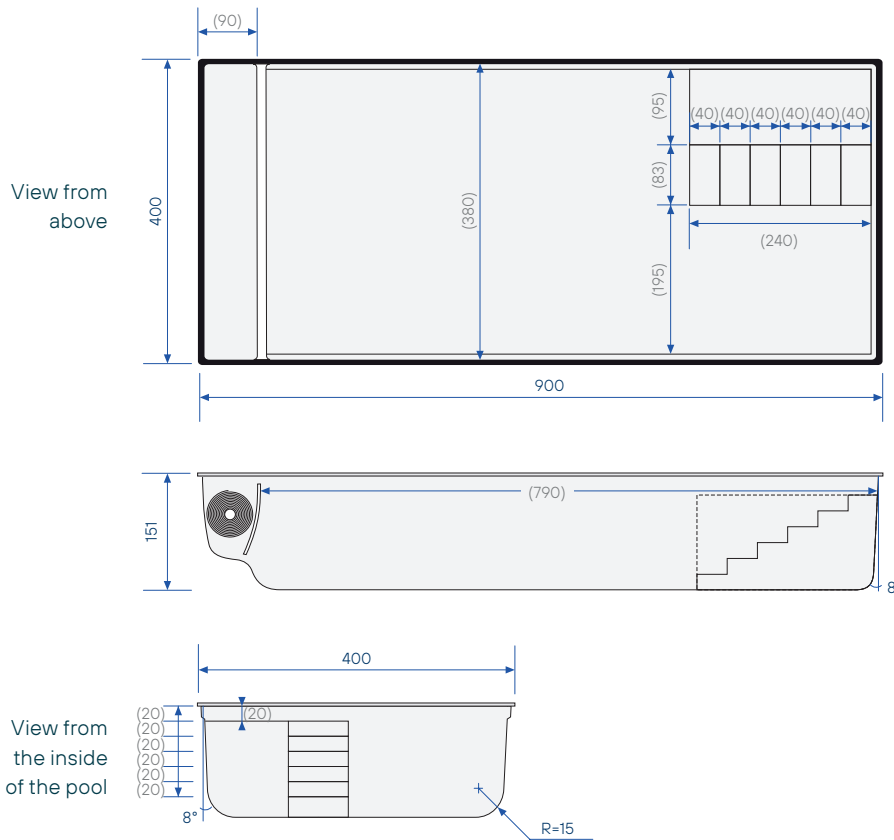 (90)
(95)
(40) (40) (40) (40) (40) (40)
(83)
View from
above
400
(380)
(240)
(195)
900
(790)
151
8
400
(20)
(20)
(20)
(20)
(20)
(20)
(20)
View from
the inside
of the pool
8°
R=15